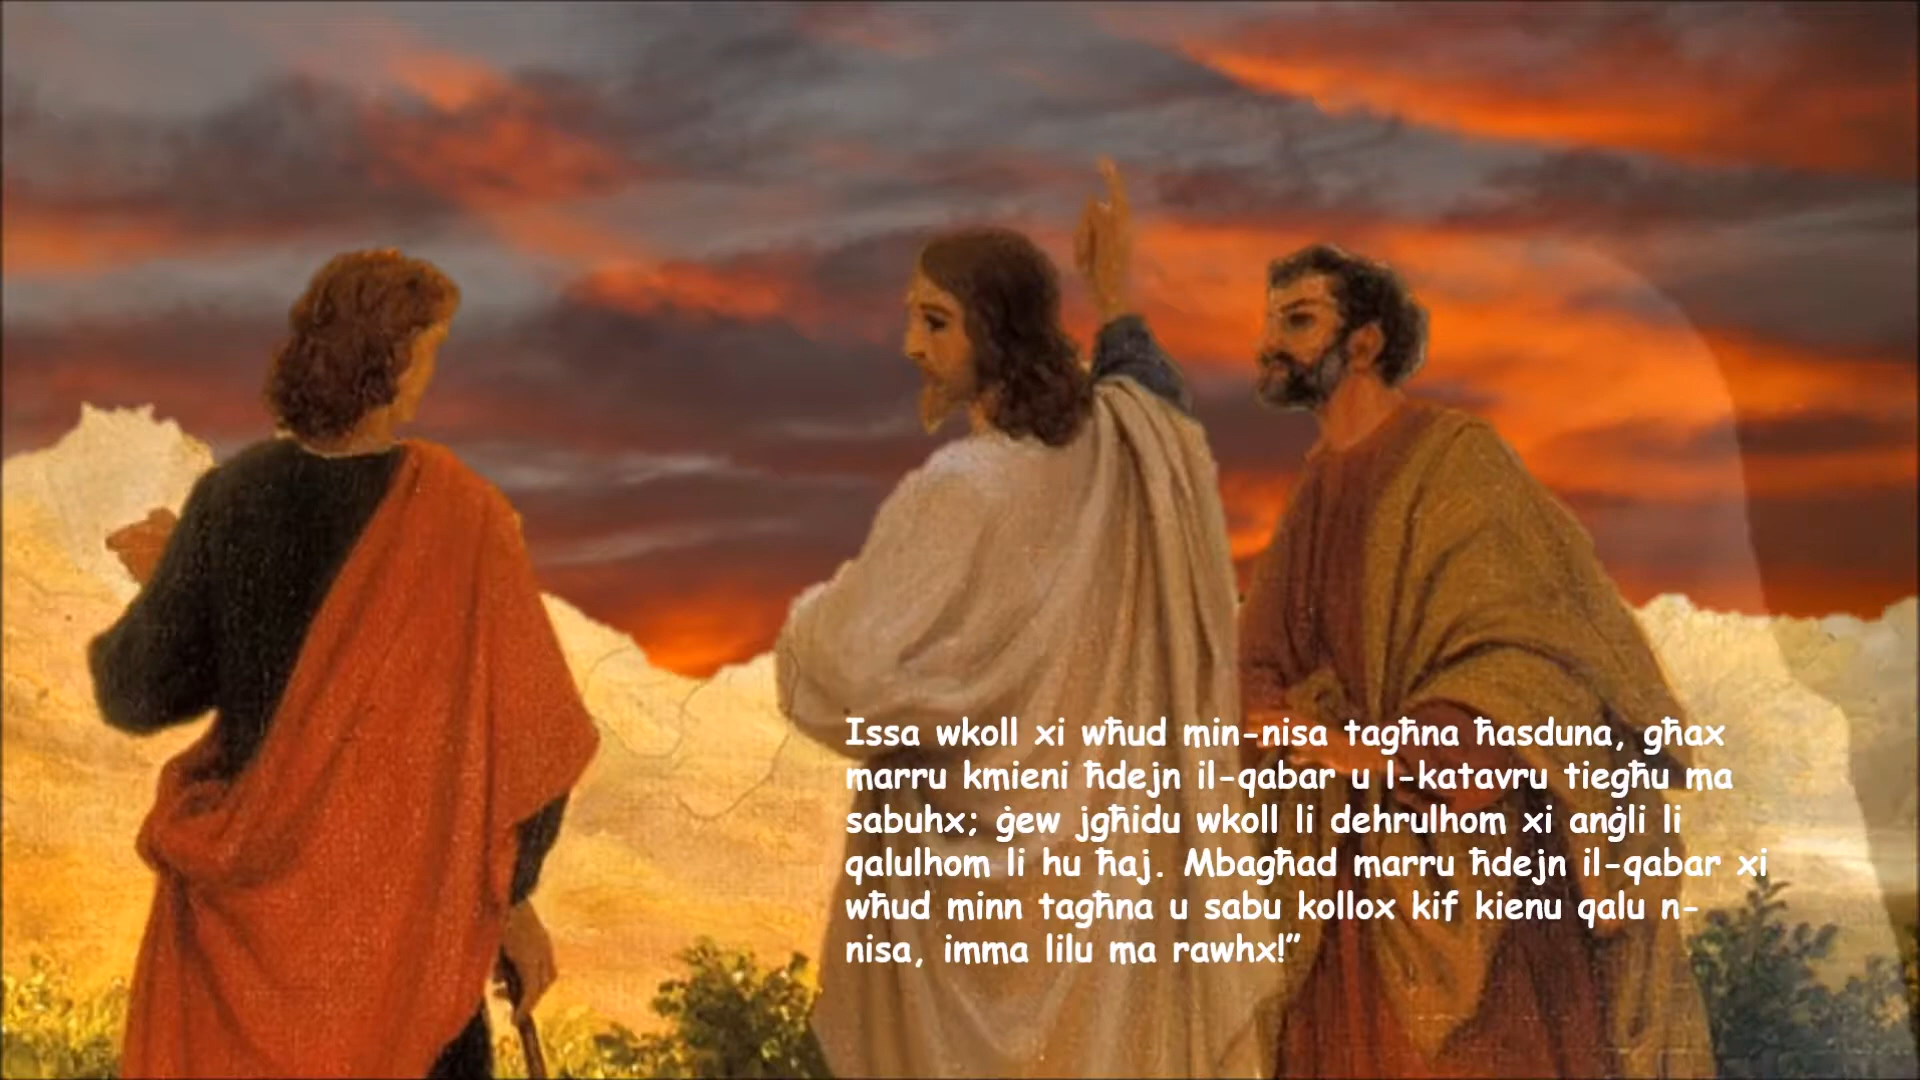 Issa wkoll xi wħud min-nisa tagħna ħasduna, għax
marru kmieni ħdejn il-qabar u l-katavru tiegħu ma
sabuhx; ġew jgħidu wkoll li dehrulhom xi anġli li
qalulhom li hu ħaj. Mbagħad marru ħdejn il-qabar xi
wħud minn tagħna u sabu kollox kif kienu qalu n-
nisa, imma lilu ma rawhx!”